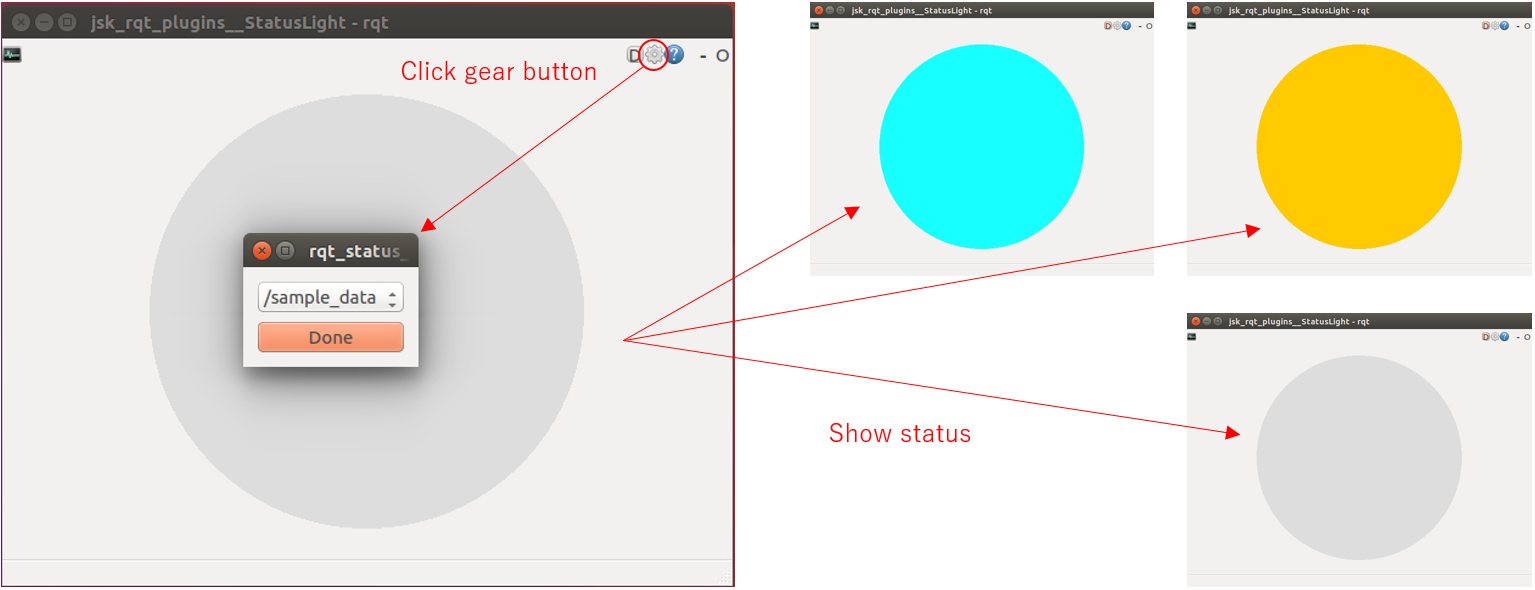 jsk_rqt_plugins__StatusLight - rqt
D ? - O
Click gear button
rqt_status_
/sample_data
Done
jsk_rqt_plugins__StatusLight - rqt
D ? - O
jsk_rqt_plugins__StatusLight - rqt
D ? - O
jsk_rqt_plugins__StatusLight - rqt
D ? - O
Show status